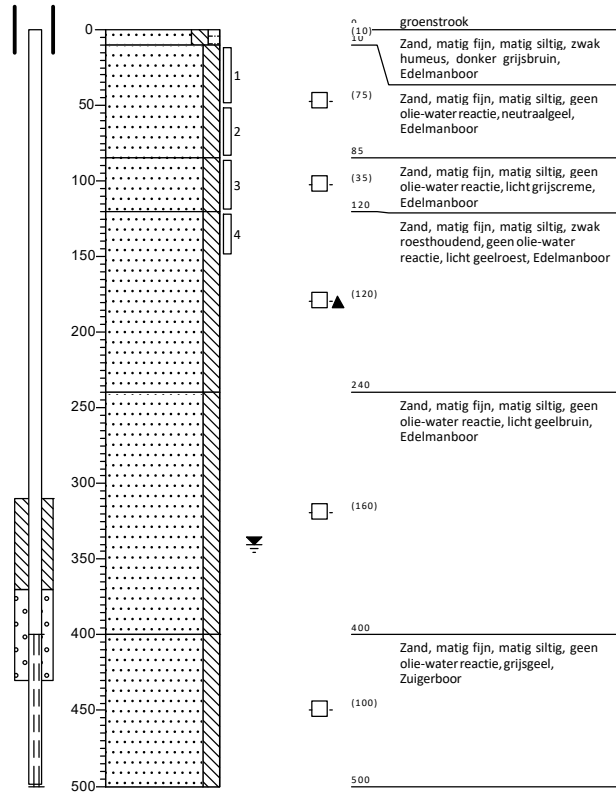 0
50
100
150
200
250
300
350
400
450
500
1
2
3
4
0
groenstrook
(10)
10
Zand, matig fijn, matig siltig, zwak
humeus, donker grijsbruin,
Edelmanboor
(75)
Zand, matig fijn, matig siltig, geen
olie-water reactie, neutraalgeel,
Edelmanboor
85
(35)
Zand, matig fijn, matig siltig, geen
olie-water reactie, licht grijscreme,
Edelmanboor
120
Zand, matig fijn, matig siltig, zwak
roesthoudend, geen olie-water
reactie, licht geelroest, Edelmanboor
(120)
240
Zand, matig fijn, matig siltig, geen
olie-water reactie, licht geelbruin,
Edelmanboor
(160)
400
Zand, matig fijn, matig siltig, geen
olie-water reactie, grijsgeel,
Zuigerboor
(100)
500